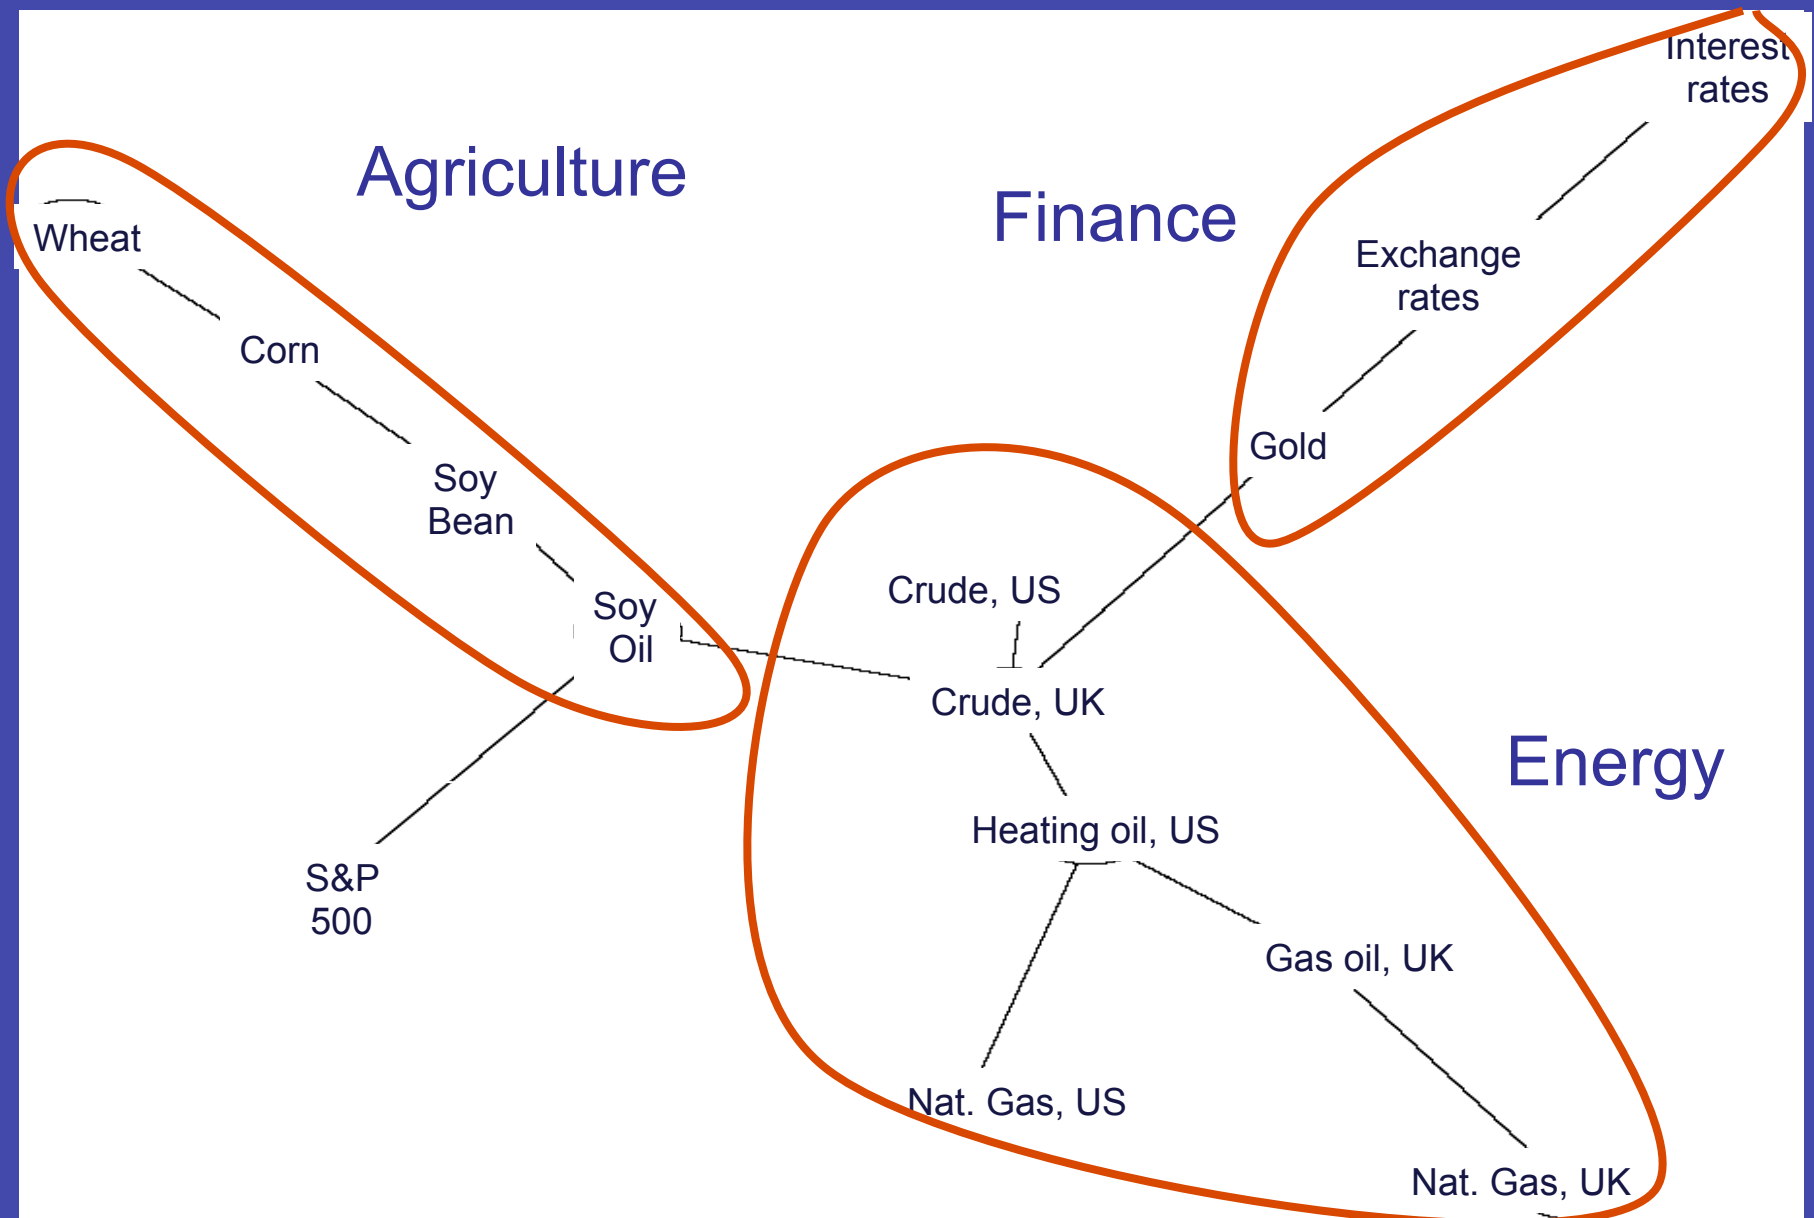 Interest
rates
Agriculture
Finance
Wheat
Exchange
rates
Corn
Gold
Soy
Bean
Crude, US
Soy
Oil
Crude, UK
Energy
Heating oil, US
S&P
500
Gas oil, UK
Nat. Gas, US
Nat. Gas, UK